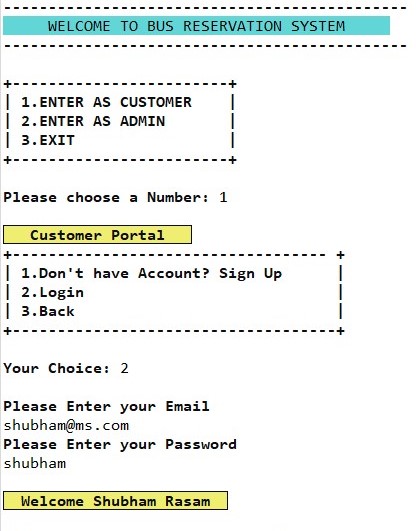 ---------------------------------------------
WELCOME TO BUS RESERVATION SYSTEM
---------------------------------------------
+------------------------+
| 1.ENTER AS CUSTOMER    |
| 2.ENTER AS ADMIN       |
| 3.EXIT                 |
+------------------------+
Please choose a Number: 1
Customer Portal
+----------------------------------- +
| 1.Don't have Account? Sign Up      |
| 2.Login                            |
| 3.Back                             |
+------------------------------------+
Your Choice: 2
Please Enter your Email
shubham@ms.com
Please Enter your Password
shubham
Welcome Shubham Rasam